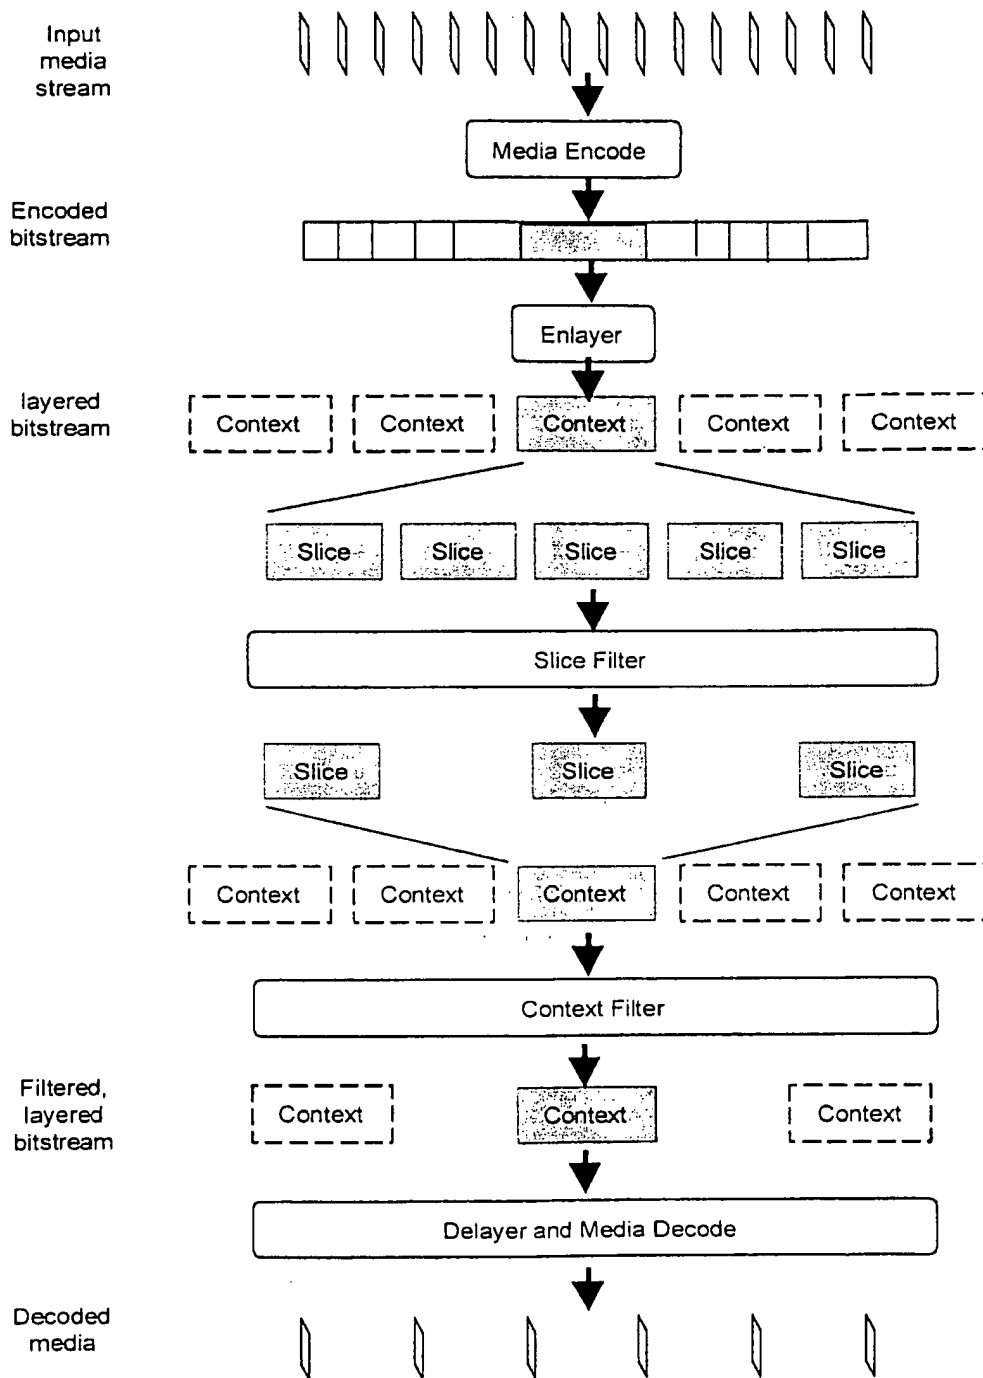 Input
media
stream
Media Encode
Encoded
bitstream
Enlayer
layered
bitstream
Context Context Context Context Context
Slice Slice Slice Slice Slice
Slice Filter
Slice Slice Slice
Context Context Context Context Context
Context Filter
Filtered,
layered
bitstream
Context Context Context
Delayer and Media Decode
Decoded
media